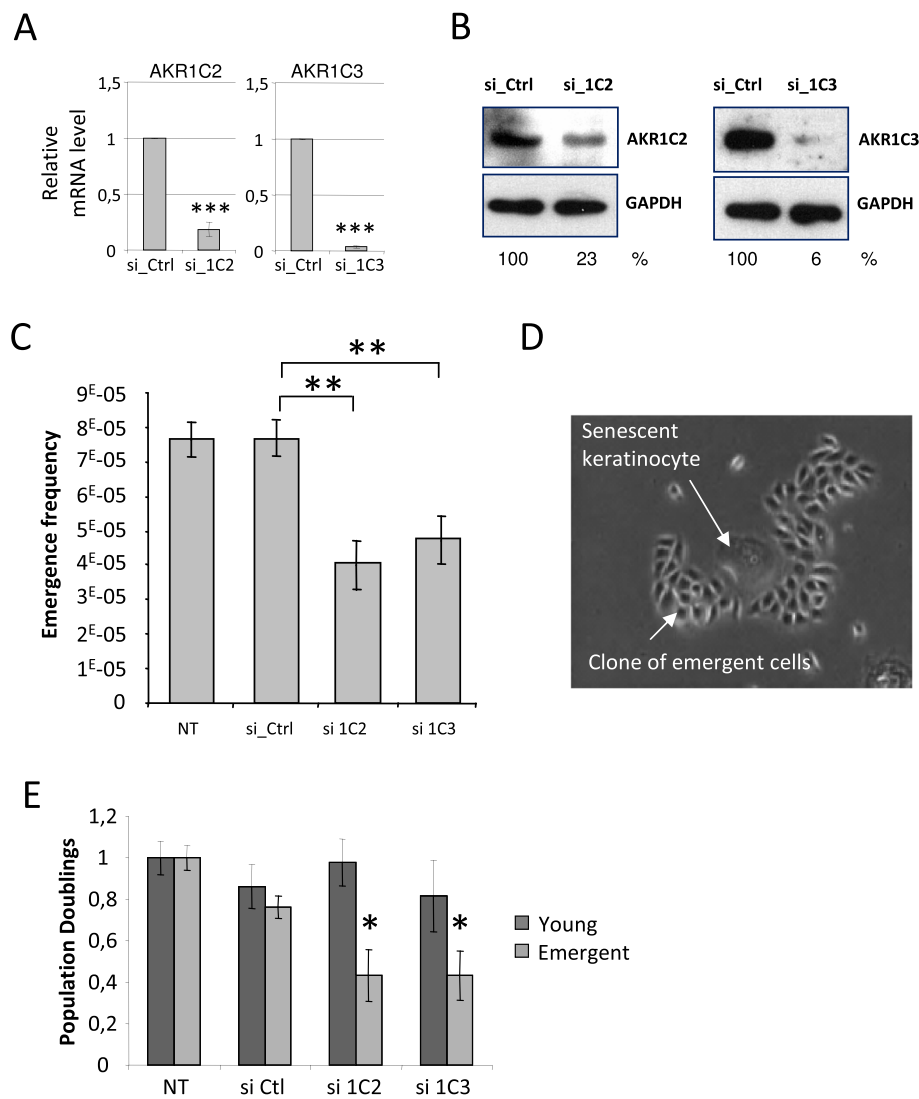 A
AKR1C2
AKR1C3
Relative
mRNA level
1,5
1
0,5
0
***
si_Ctrl si_1C2
1,5
1
0,5
0
***
si_Ctrl si_1C3
B
si_Ctrl si_1C2
AKR1C2
GAPDH
100 23 %
si_Ctrl si_1C3
AKR1C3
GAPDH
100 6 %
C
Emergence frequency
9E-05
8E-05
7E-05
6E-05
5E-05
4E-05
3E-05
2E-05
1E-05
0
**
**
NT si_Ctrl si 1C2 si 1C3
D
Senescent
keratinocyte
Clone of emergent cells
E
Population Doublings
1,2
1
0,8
0,6
0,4
0,2
0
* *
NT si Ctl si 1C2 si 1C3
Young
Emergent